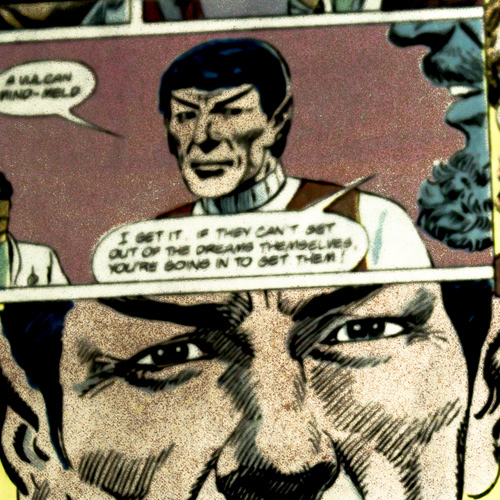 A VULCAN
MIND-MELD.
I GET IT. IF THEY CAN'T GET
OUT OF THE DREAMS THEMSELVES,
YOU'RE GOING IN TO GET THEM!